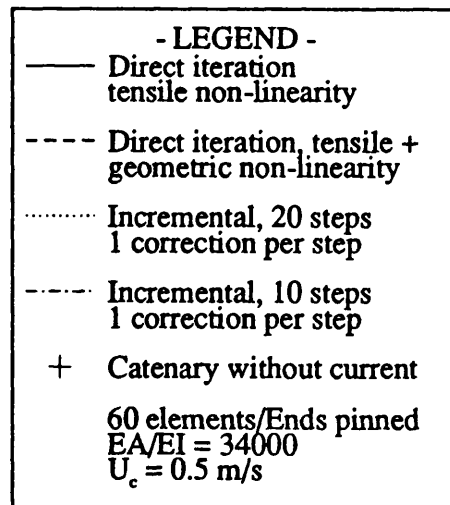 - LEGEND -
Direct iteration
tensile non-linearity
Direct iteration, tensile +
geometric non-linearity
Incremental, 20 steps
1 correction per step
Incremental, 10 steps
1 correction per step
+ Catenary without current
60 elements/Ends pinned
EA/EI = 34000
U_c = 0.5 m/s